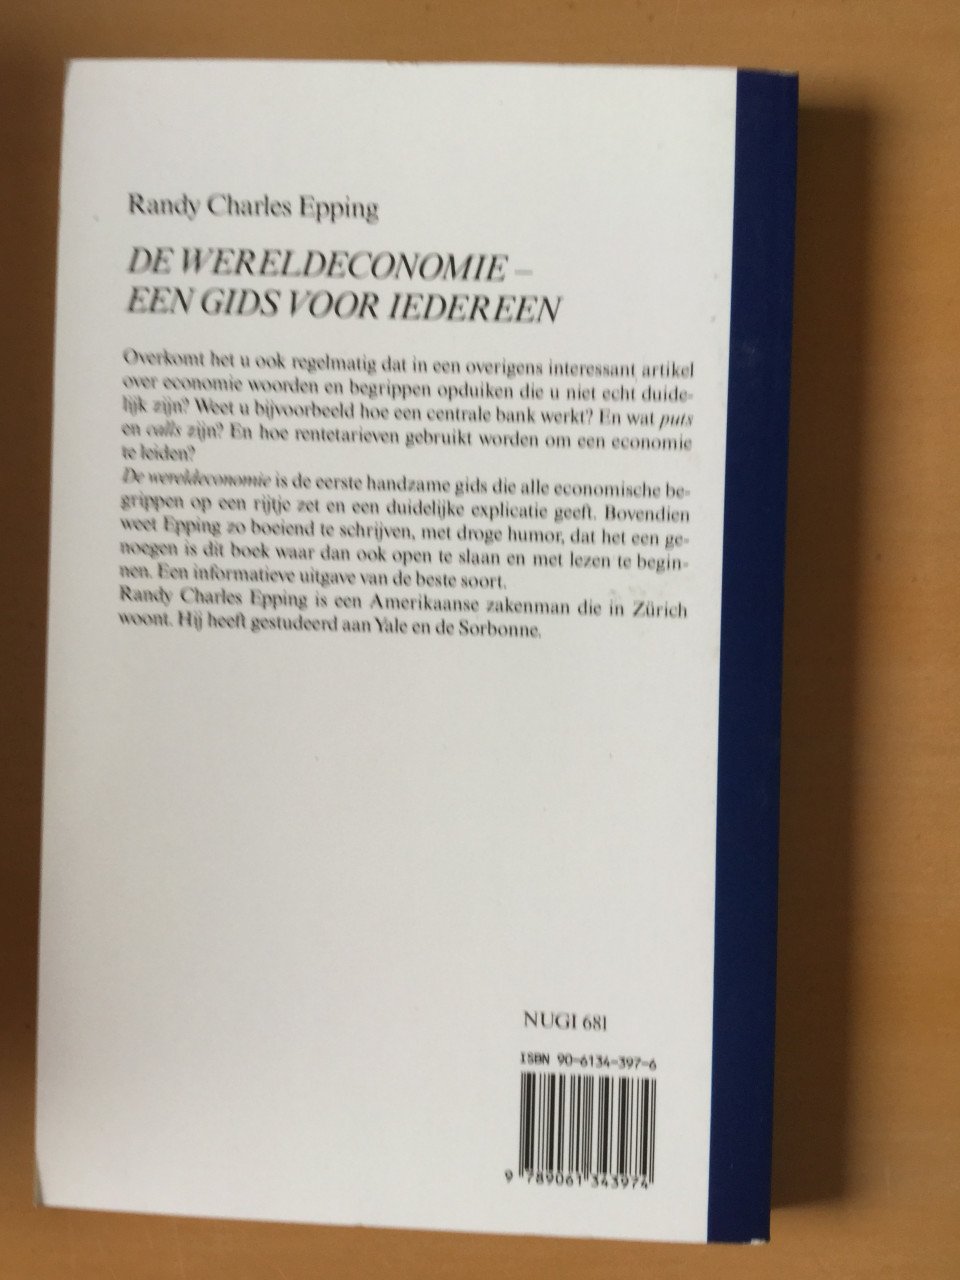 Randy Charles Epping
DE WERELDECONOMIE –
EEN GIDS VOOR IEDEREEN
Overkomt het u ook regelmatig dat in een overigens interessant artikel
over economie woorden en begrippen opduiken die u niet echt duide-
lijk zijn? Weet u bijvoorbeeld hoe een centrale bank werkt? En wat puts
en calls zijn? En hoe rentetarieven gebruikt worden om een economie
te leiden?
De wereldeconomie is de eerste handzame gids die alle economische be-
grippen op een rijtje zet en een duidelijke explicatie geeft. Bovendien
weet Epping zo boeiend te schrijven, met droge humor, dat het een ge-
noegen is dit boek waar dan ook open te slaan en met lezen te begin-
nen. Een informatieve uitgave van de beste soort.
Randy Charles Epping is een Amerikaanse zakenman die in Zürich
woont. Hij heeft gestudeerd aan Yale en de Sorbonne.
NUGI 681
ISBN 90-6134-397-6
9 789061 343974